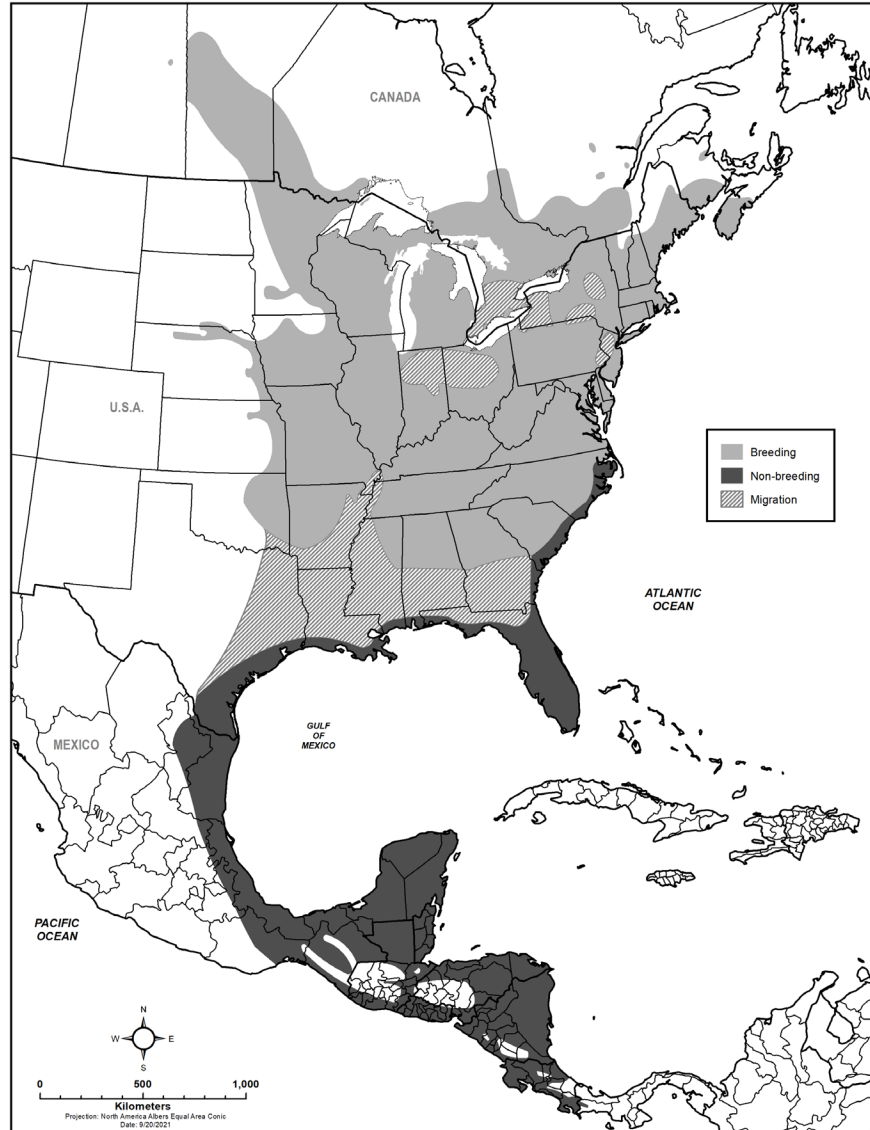 CANADA
U.S.A.
Breeding
Non-breeding
Migration
ATLANTIC
OCEAN
GULF
OF
MEXICO
MEXICO
PACIFIC
OCEAN
N
W
E
S
0
500
1,000
Kilometers
Projection: North America Albers Equal Area Conic
Date: 9/20/2021